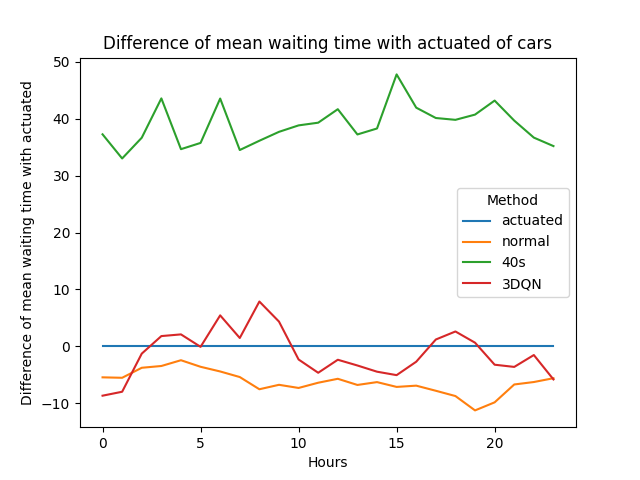 Difference of mean waiting time with actuated of cars
Difference of mean waiting time with actuated
50
40
30
20
10
0
−10
Method
actuated
normal
40s
3DQN
0 5 10 15 20
Hours